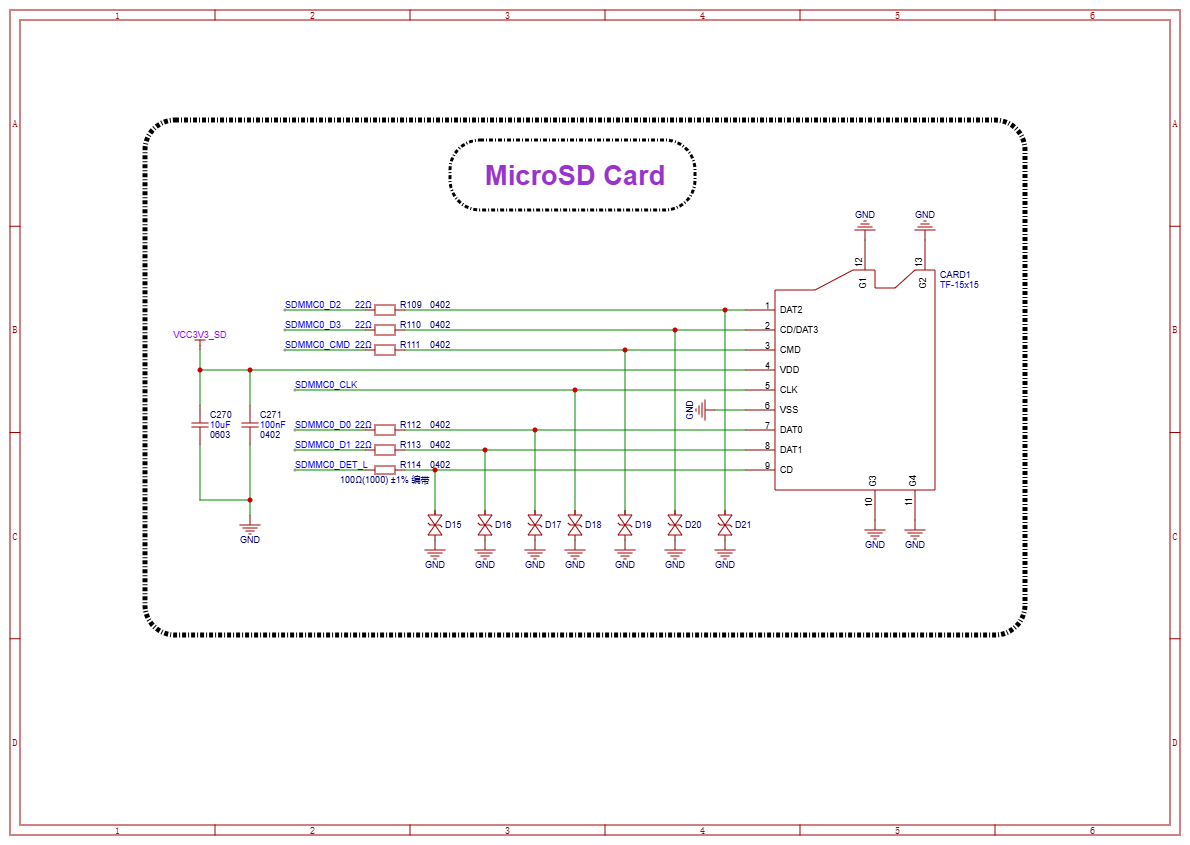 1 2 3 4 5 6
A A
MicroSD Card
GND GND
12 13
G1 G2
CARD1
TF-15x15
SDMMC0_D2 22Ω R109 0402 1 DAT2
SDMMC0_D3 22Ω R110 0402 2 CD/DAT3
B B
VCC3V3_SD
SDMMC0_CMD 22Ω R111 0402 3 CMD
4 VDD
SDMMC0_CLK 5 CLK
GND 6 VSS
C270 C271
10uF 100nF
0603 0402
SDMMC0_D0 22Ω R112 0402 7 DAT0
SDMMC0_D1 22Ω R113 0402 8 DAT1
SDMMC0_DET_L R114 0402 9 CD
100Ω(1000) ±1% 编带
G3 G4
10 11
D15 D16 D17 D18 D19 D20 D21
C C
GND
GND GND
GND GND GND GND GND GND GND
D D
1 2 3 4 5 6